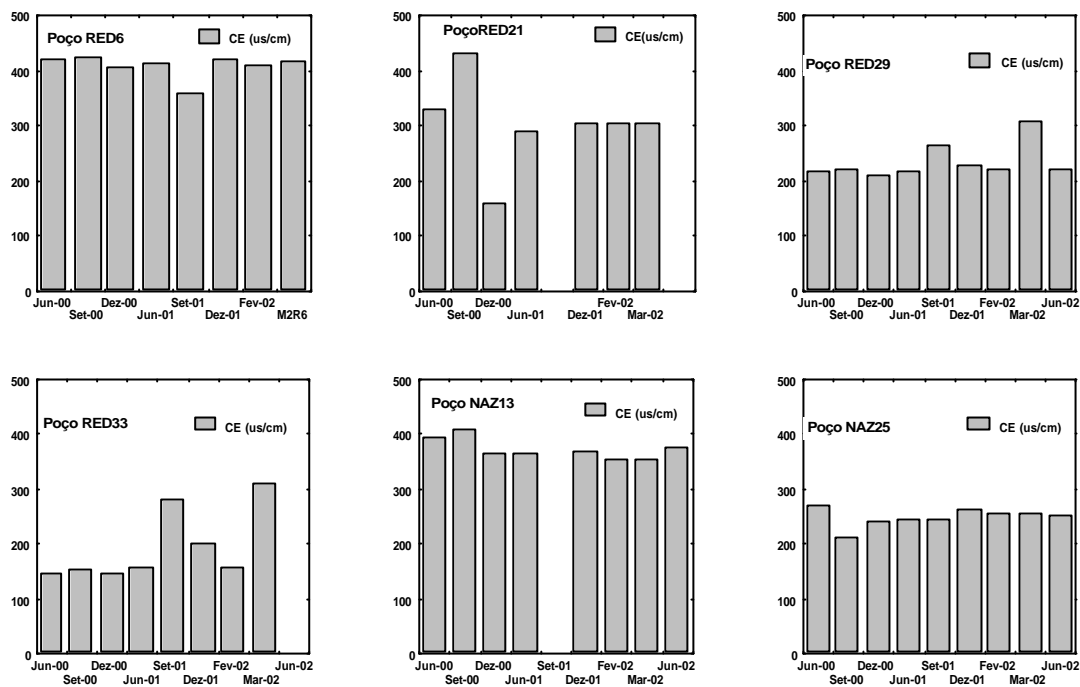 Poço RED6
CE (us/cm)
500
400
300
200
100
0
Jun-00 Dez-00 Set-01 Fev-02
Set-00 Jun-01 Dez-01 M2R6
PoçoRED21
CE(us/cm)
500
400
300
200
100
0
Jun-00 Dez-00 Fev-02
Set-00 Jun-01 Dez-01 Mar-02
Poço RED29
CE (us/cm)
500
400
300
200
100
0
Jun-00 Dez-00 Set-01 Fev-02 Jun-02
Set-00 Jun-01 Dez-01 Mar-02
Poço RED33
CE (us/cm)
500
400
300
200
100
0
Jun-00 Dez-00 Set-01 Fev-02 Jun-02
Set-00 Jun-01 Dez-01 Mar-02
Poço NAZ13
CE (us/cm)
500
400
300
200
100
0
Jun-00 Dez-00 Set-01 Fev-02 Jun-02
Set-00 Jun-01 Dez-01 Mar-02
Poço NAZ25
CE (us/cm)
500
400
300
200
100
0
Jun-00 Dez-00 Set-01 Fev-02 Jun-02
Set-00 Jun-01 Dez-01 Mar-02